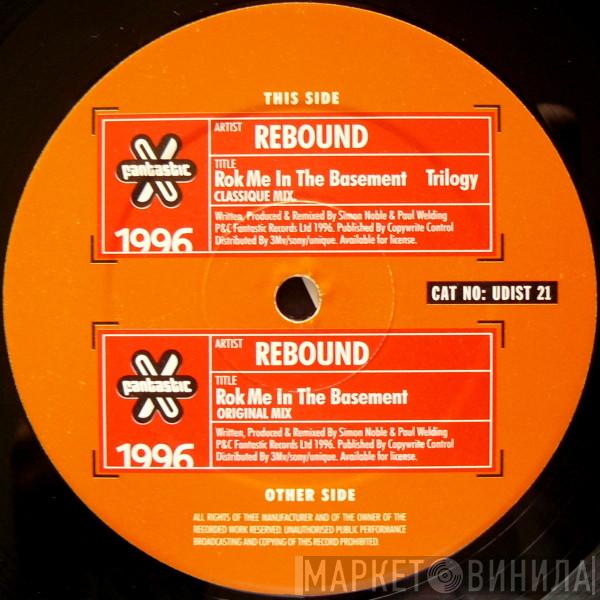 THIS SIDE
ARTIST
REBOUND
TITLE
Rok Me In The Basement Trilogy
CLASSIQUE MIX.
Written, Produced & Remixed By Simon Noble & Paul Welding
P&C Fantastic Records Ltd 1996. Published By Copywrite Control
Distributed By 3Mv/sony/unique. Available for license.
fantastic
1996
CAT NO: UDIST 21
ARTIST
REBOUND
TITLE
Rok Me In The Basement
ORIGINAL MIX
Written, Produced & Remixed By Simon Noble & Paul Welding
P&C Fantastic Records Ltd 1996. Published By Copywrite Control
Distributed By 3Mv/sony/unique. Available for license.
fantastic
1996
OTHER SIDE
ALL RIGHTS OF THEE MANUFACTURER AND OF THE OWNER OF THE
RECORDED WORK RESERVED. UNAUTHORISED PUBLIC PERFORMANCE
BROADCASTING AND COPYING OF THIS RECORD PROHIBITED.
МАРКЕТ ВИНИЛА